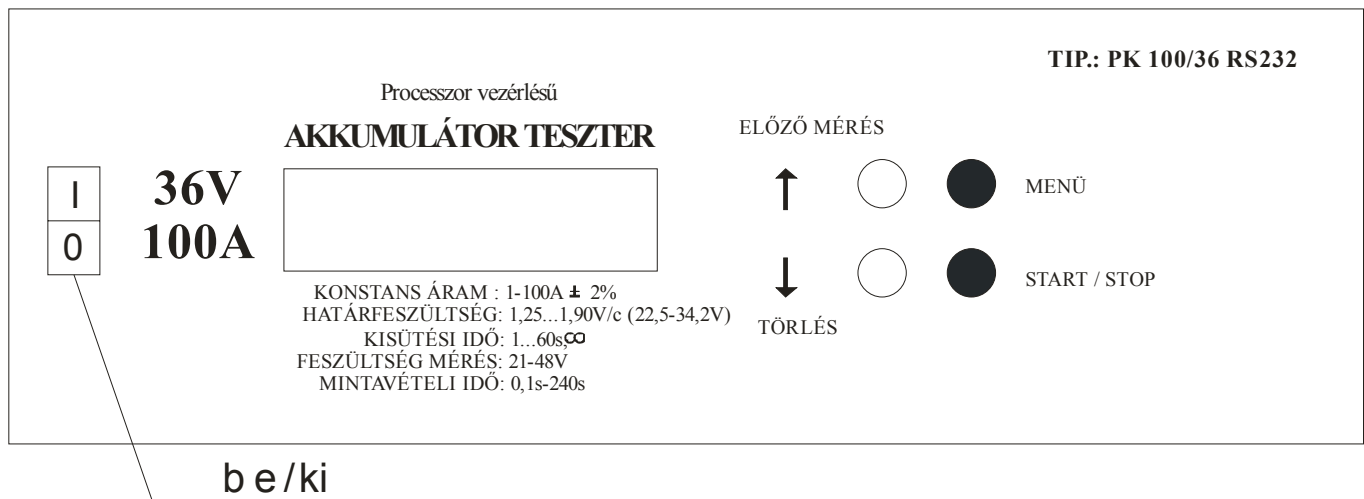 TIP.: PK 100/36 RS232
Processzor vezérlésű
AKKUMULÁTOR TESZTER
ELŐZŐ MÉRÉS
I
36V
↑
MENÜ
0
100A
↓
START / STOP
TÖRLÉS
KONSTANS ÁRAM : 1-100A ± 2%
HATÁRFESZÜLTSÉG: 1,25...1,90V/c (22,5-34,2V)
KISÜTÉSI IDŐ: 1...60s,∞
FESZÜLTSÉG MÉRÉS: 21-48V
MINTAVÉTELI IDŐ: 0,1s-240s
be/ki